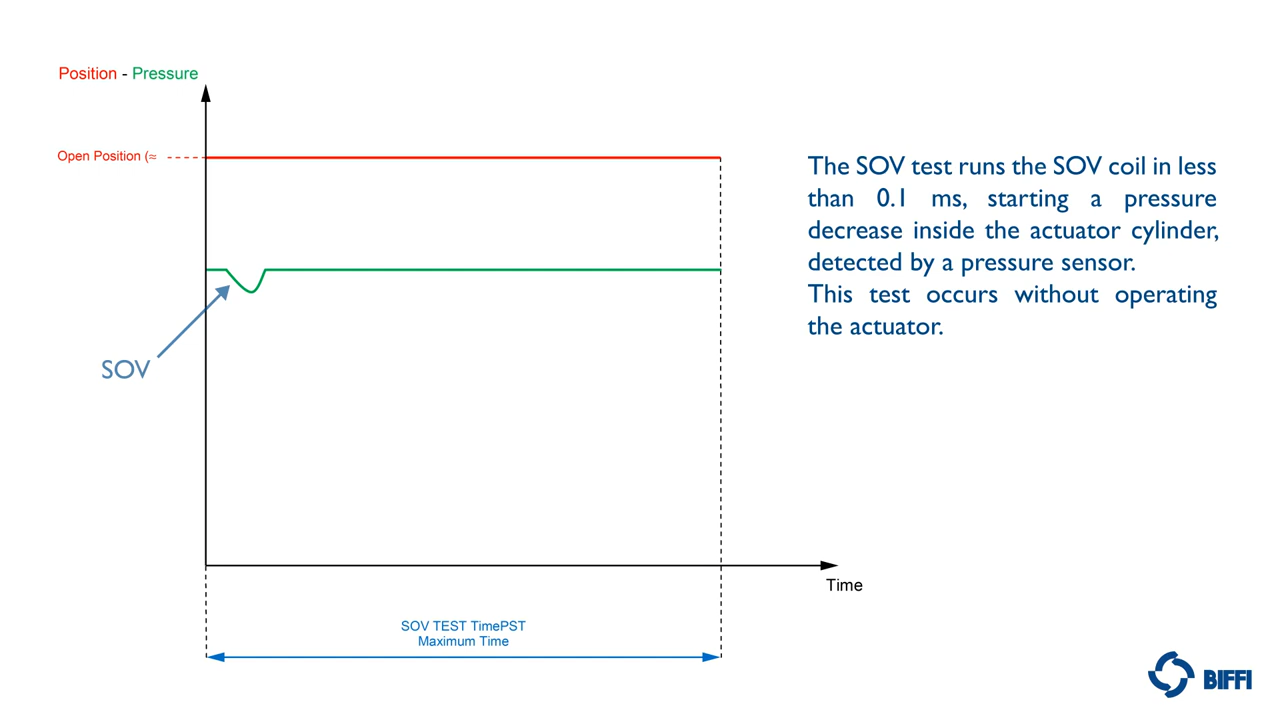 Position - Pressure
Open Position (≈
The SOV test runs the SOV coil in less
than 0.1 ms, starting a pressure
decrease inside the actuator cylinder,
detected by a pressure sensor.
This test occurs without operating
the actuator.
SOV
Time
SOV TEST TimePST
Maximum Time
BIFFI